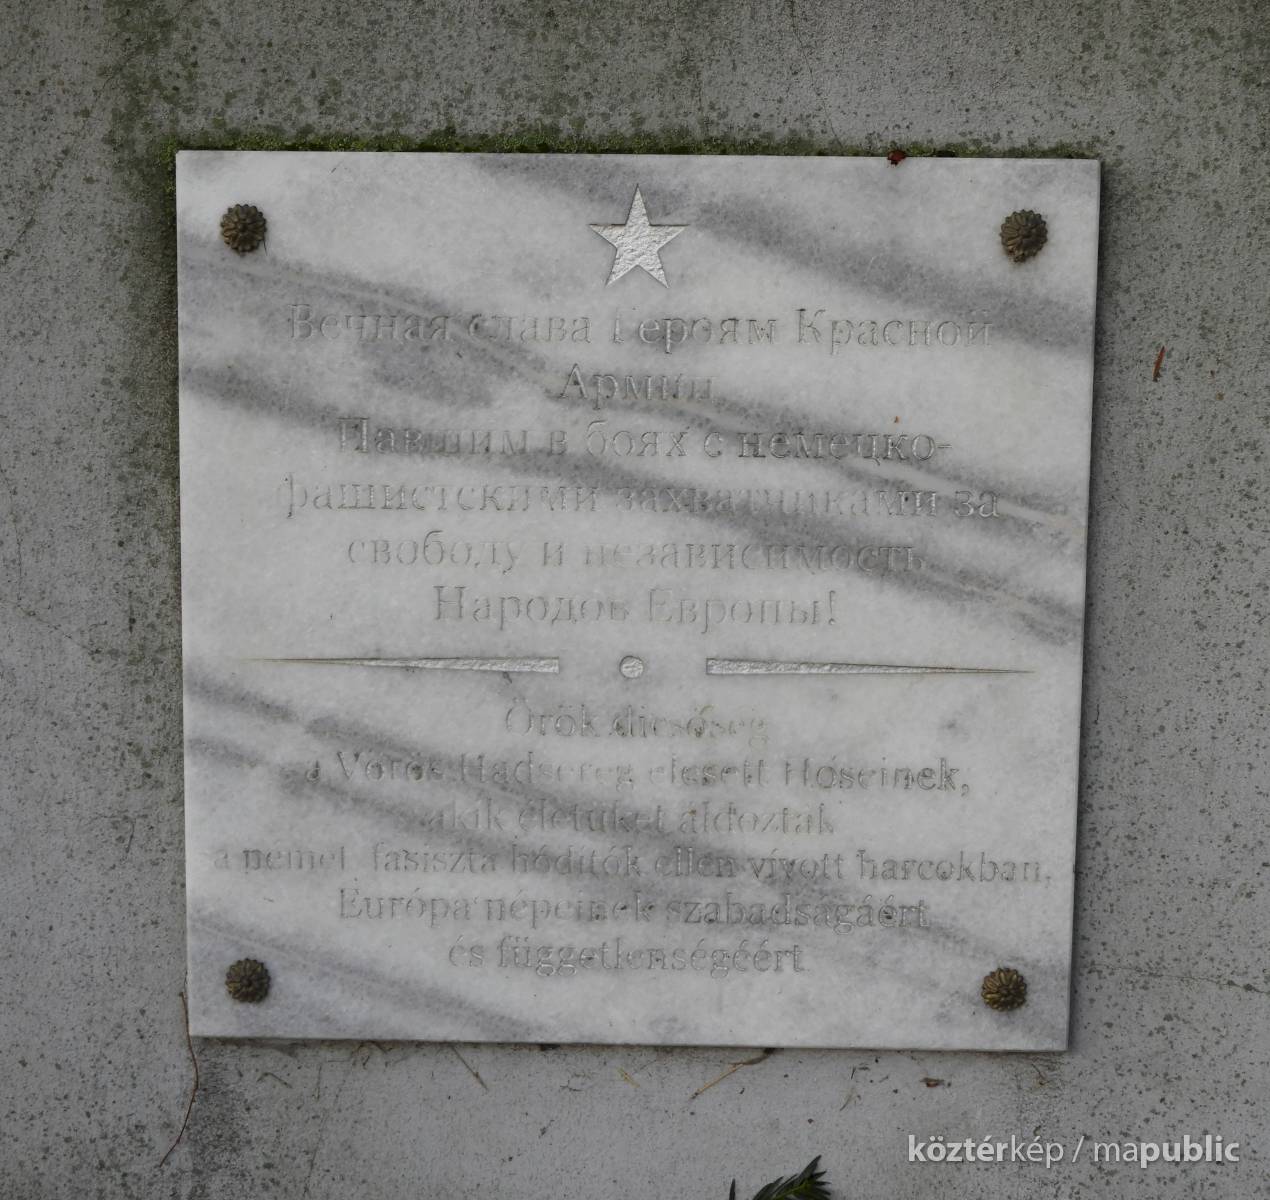 Вечная слава Героям Красной
Армии
Павшим в боях с немецко-
фашистскими захватчиками за
свободу и независимость
Народов Европы!
Örök dicsőség
a Vörös Hadsereg elesett Hőseinek,
akik életüket áldozták
a német fasiszta hódítók ellen vívott harcokban,
Európa népeinek szabadságáért
és függetlenségéért
köztérkép / mapublic